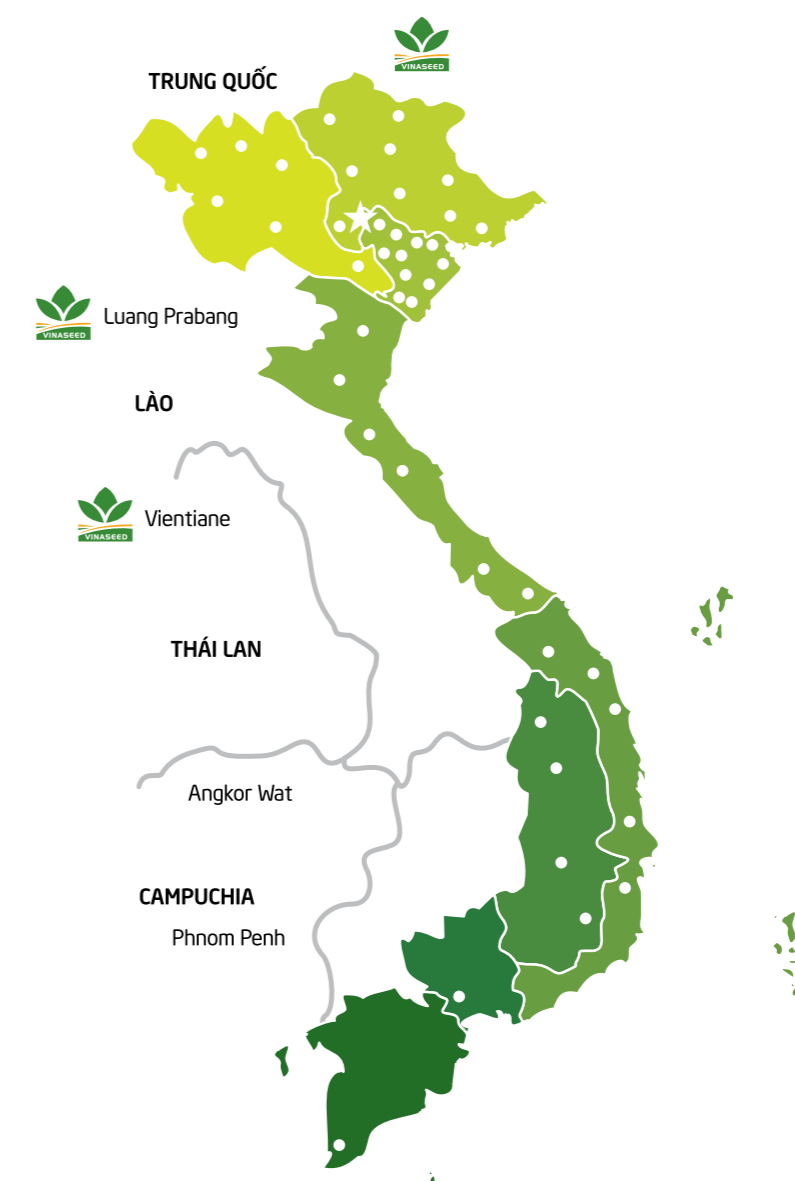 VINASEED
TRUNG QUỐC
VINASEED
Luang Prabang
LÀO
VINASEED
Vientiane
THÁI LAN
Angkor Wat
CAMPUCHIA
Phnom Penh